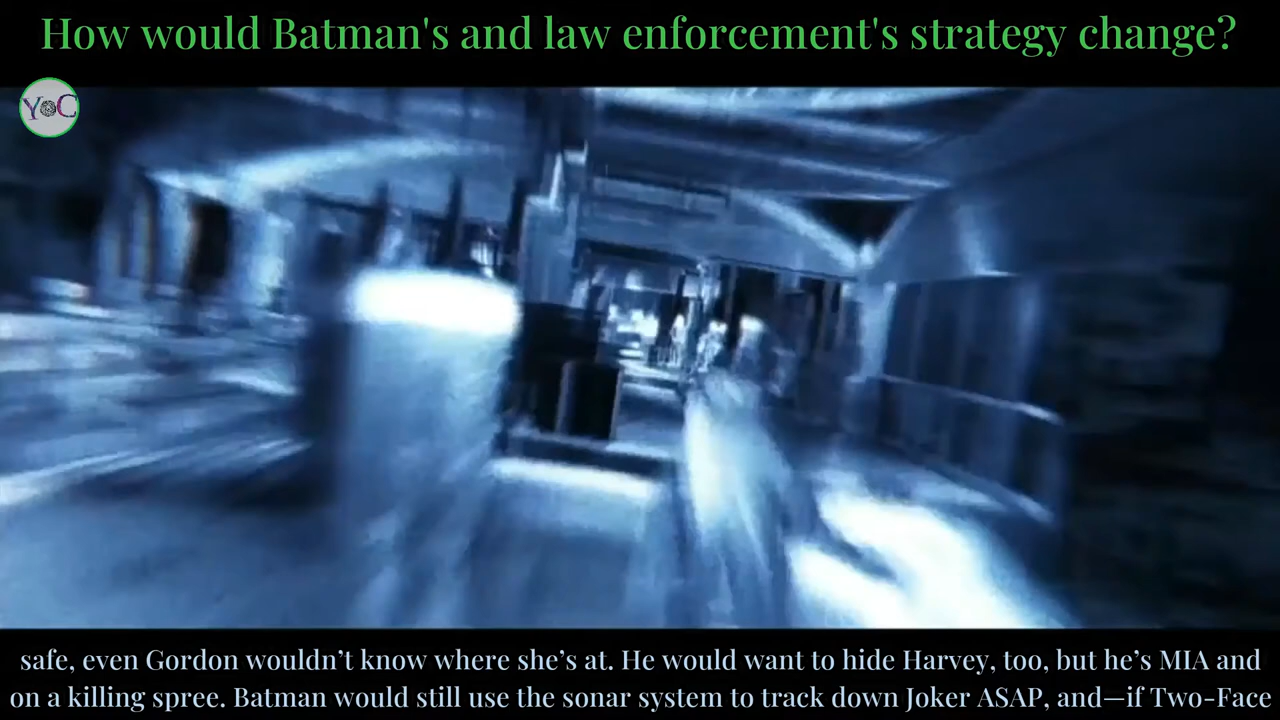 How would Batman's and law enforcement's strategy change?
YC
safe, even Gordon wouldn’t know where she’s at. He would want to hide Harvey, too, but he’s MIA and
on a killing spree. Batman would still use the sonar system to track down Joker ASAP, and—if Two-Face